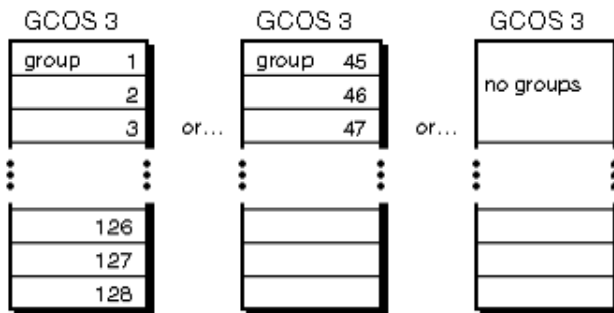 GCOS 3 GCOS 3 GCOS 3
group 1
2
3
126
127
128
or...
group 45
46
47
or...
no groups